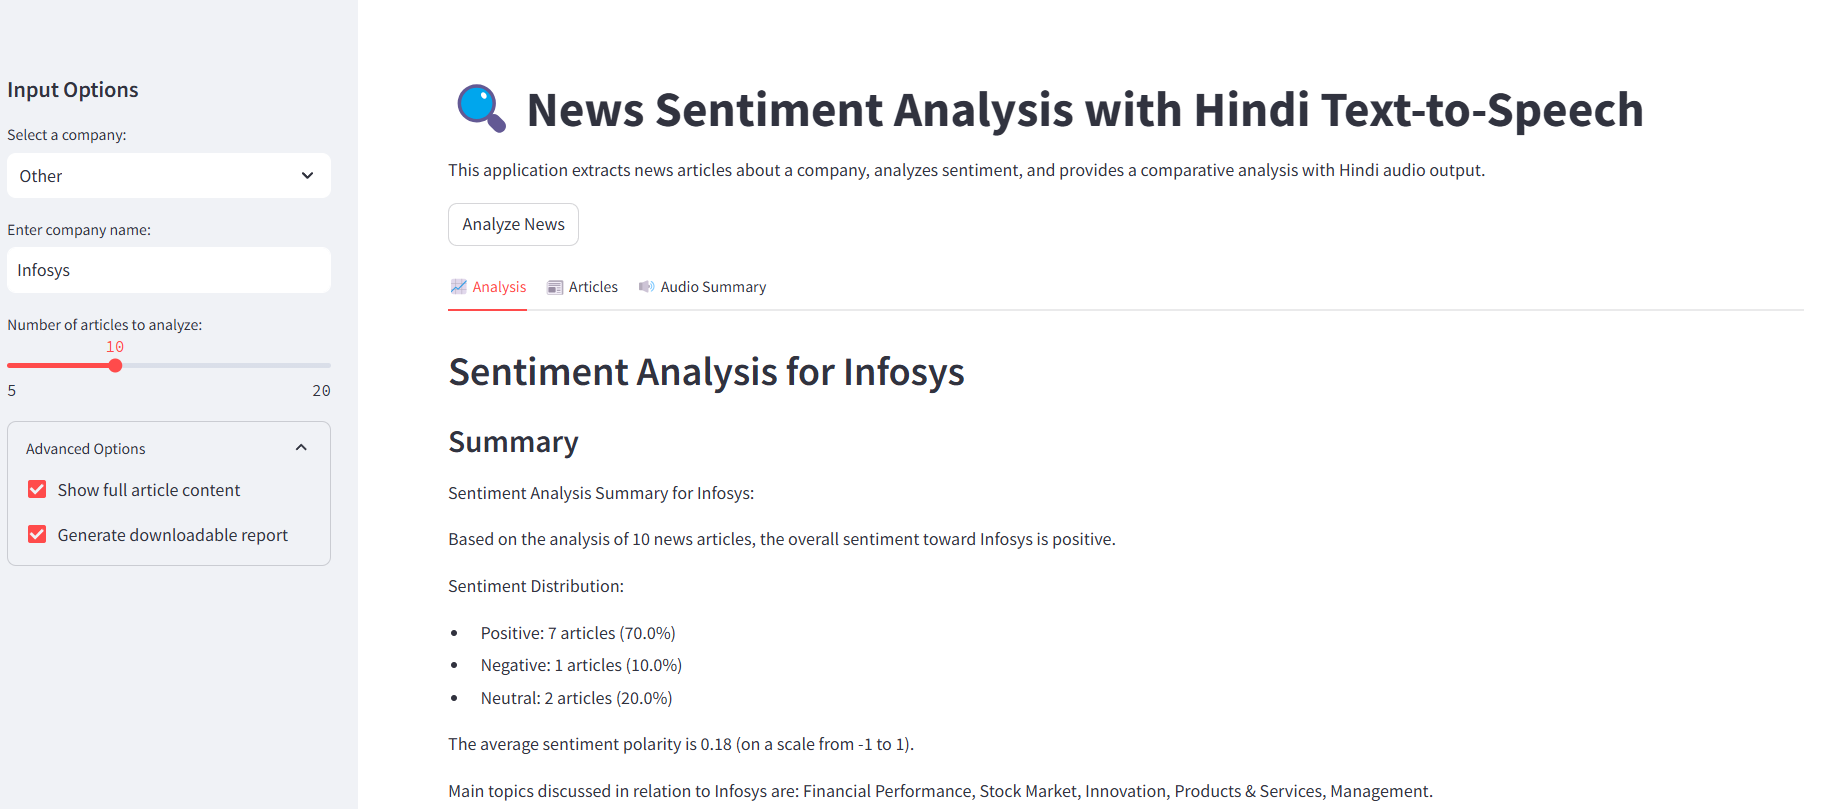 Input Options
Select a company:
Other
Enter company name:
Infosys
Number of articles to analyze:
10
5 20
Advanced Options
Show full article content
Generate downloadable report
News Sentiment Analysis with Hindi Text-to-Speech
This application extracts news articles about a company, analyzes sentiment, and provides a comparative analysis with Hindi audio output.
Analyze News
Analysis Articles Audio Summary
Sentiment Analysis for Infosys
Summary
Sentiment Analysis Summary for Infosys:
Based on the analysis of 10 news articles, the overall sentiment toward Infosys is positive.
Sentiment Distribution:
• Positive: 7 articles (70.0%)
• Negative: 1 articles (10.0%)
• Neutral: 2 articles (20.0%)
The average sentiment polarity is 0.18 (on a scale from -1 to 1).
Main topics discussed in relation to Infosys are: Financial Performance, Stock Market, Innovation, Products & Services, Management.